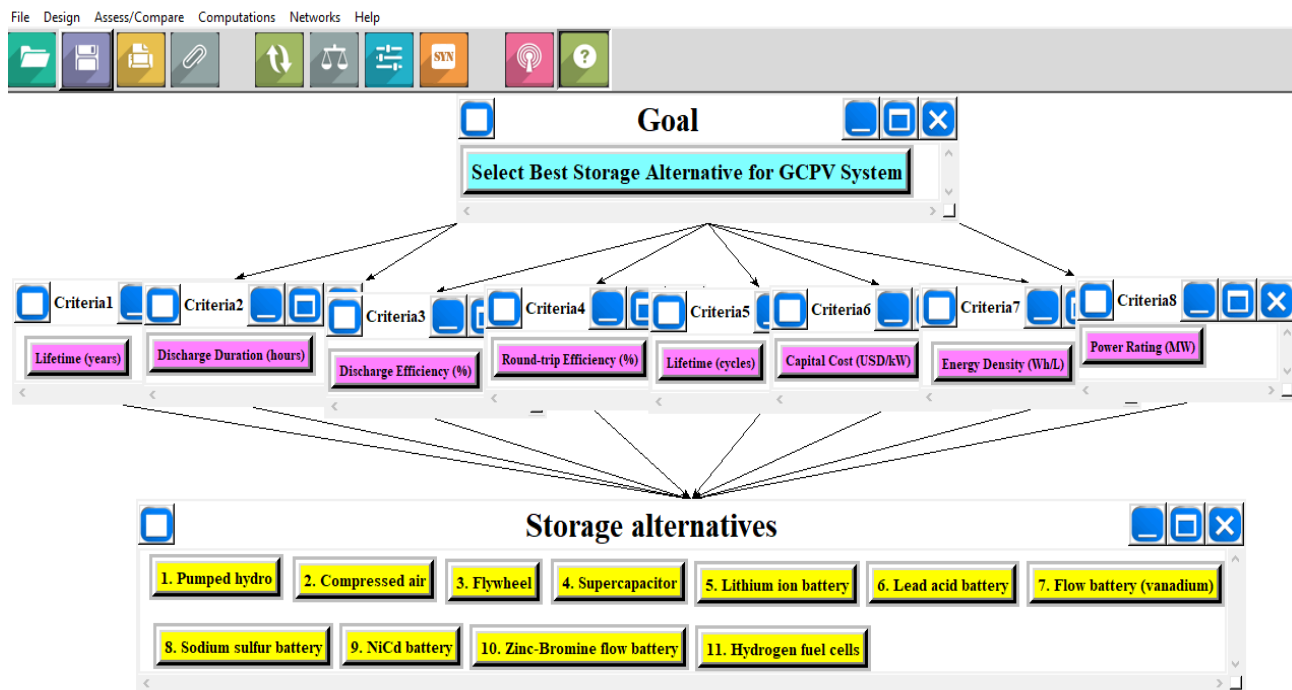 File Design Assess/Compare Computations Networks Help
SYN ?
Goal
Select Best Storage Alternative for GCPV System
Criteria1 Criteria2 Criteria3 Criteria4 Criteria5 Criteria6 Criteria7 Criteria8
Lifetime (years) Discharge Duration (hours) Discharge Efficiency (%) Round-trip Efficiency (%) Lifetime (cycles) Capital Cost (USD/kW) Energy Density (Wh/L) Power Rating (MW)
Storage alternatives
1. Pumped hydro 2. Compressed air 3. Flywheel 4. Supercapacitor 5. Lithium ion battery 6. Lead acid battery 7. Flow battery (vanadium)
8. Sodium sulfur battery 9. NiCd battery 10. Zinc-Bromine flow battery 11. Hydrogen fuel cells